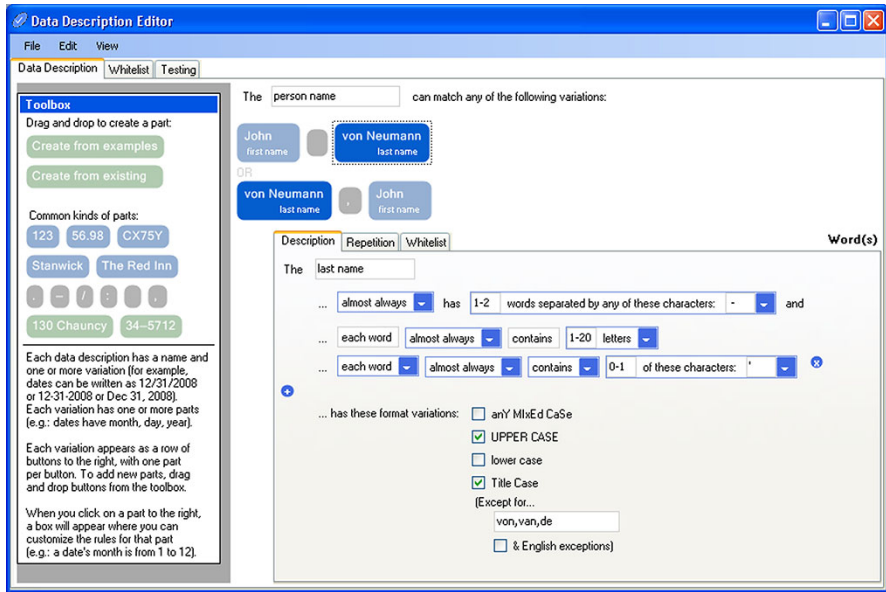 Data Description Editor
File Edit View
Data Description Whitelist Testing
Toolbox
Drag and drop to create a part:
Create from examples
Create from existing
Common kinds of parts:
123 56.98 CX75Y
Stanwick The Red Inn
. – / : ,
130 Chauncy 34–5712
Each data description has a name and
one or more variation (for example,
dates can be written as 12/31/2008
or 12-31-2008 or Dec 31, 2008).
Each variation has one or more parts
(e.g.: dates have month, day, year).
Each variation appears as a row of
buttons to the right, with one part
per button. To add new parts, drag
and drop buttons from the toolbox.
When you click on a part to the right,
a box will appear where you can
customize the rules for that part
(e.g.: a date's month is from 1 to 12).
The person name can match any of the following variations:
John von Neumann
first name last name
OR
von Neumann , John
last name first name
Description Repetition Whitelist Word(s)
The last name
... almost always has 1-2 words separated by any of these characters: - and
... each word almost always contains 1-20 letters
... each word almost always contains 0-1 of these characters: '
... has these format variations: anY MIxEd CaSe
UPPER CASE
lower case
Title Case
(Except for...
von,van,de
& English exceptions)